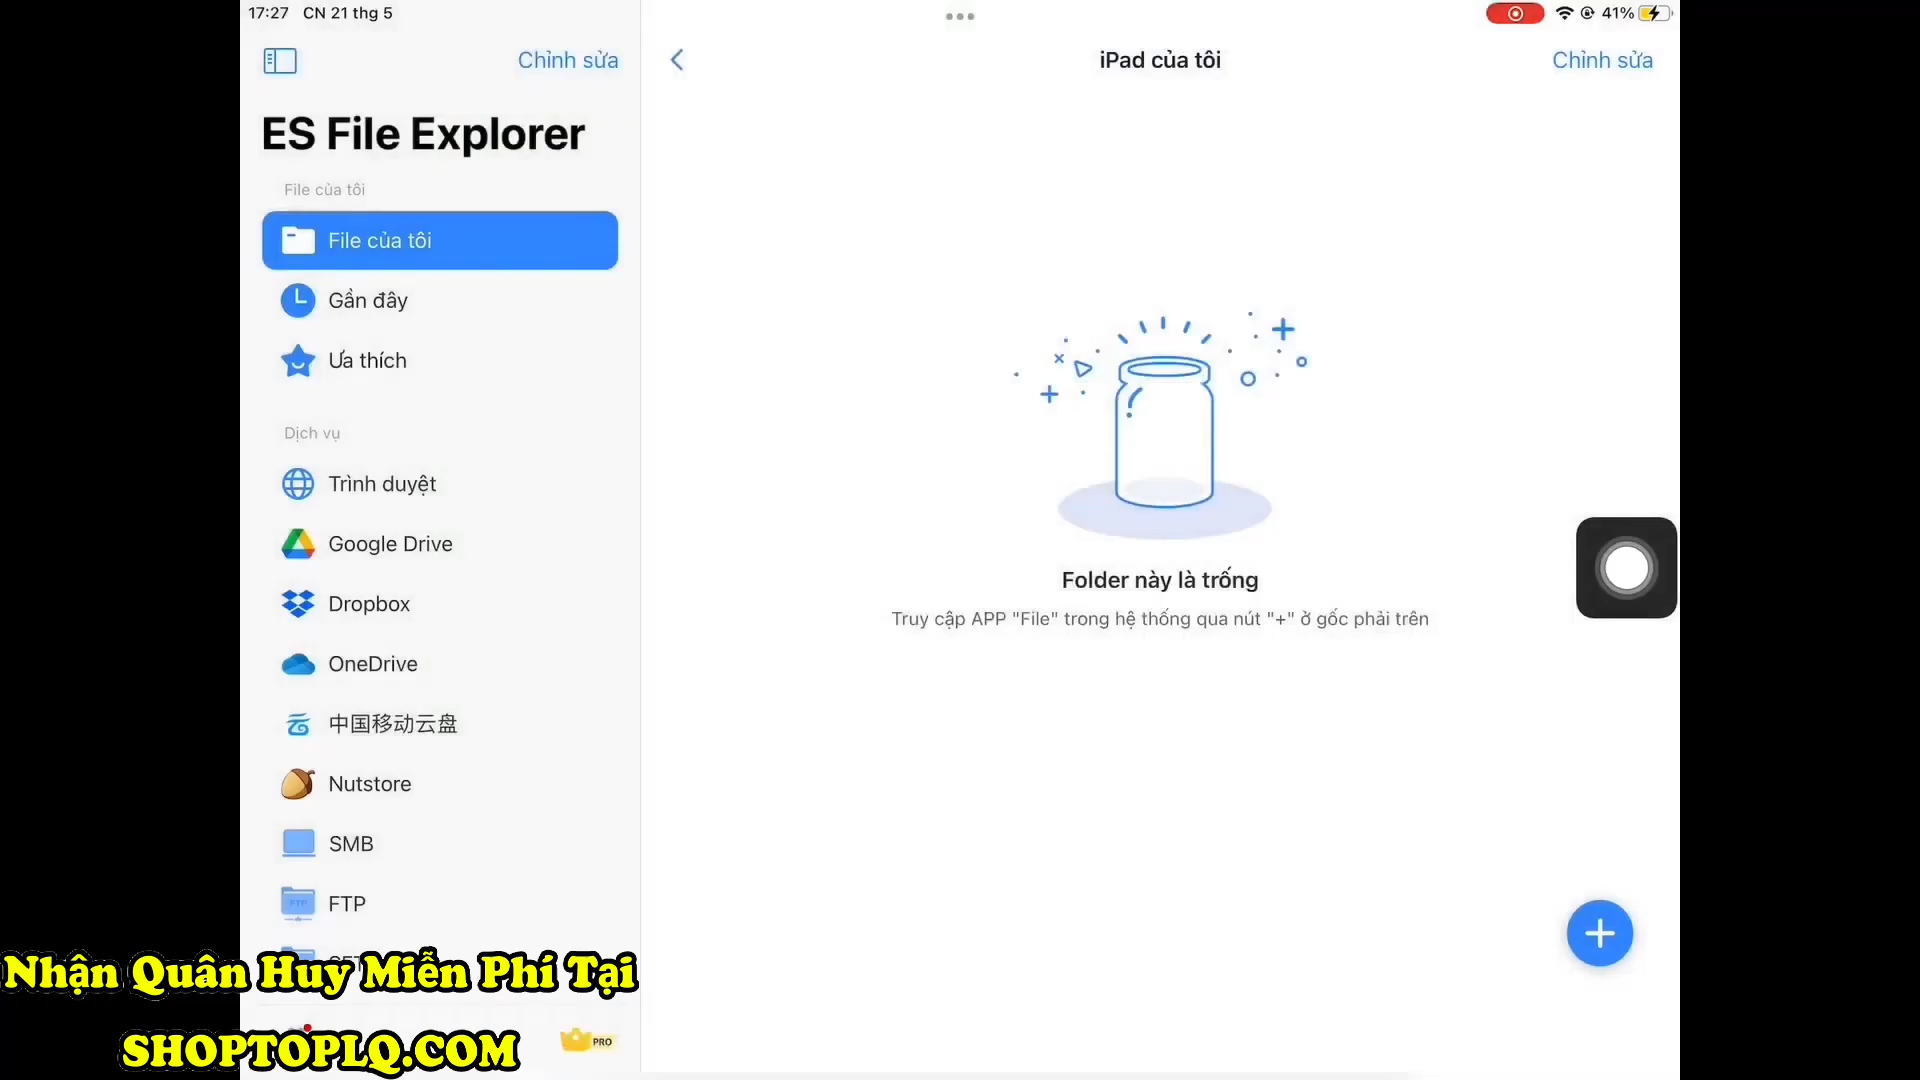 17:27 CN 21 thg 5
41%
Chỉnh sửa
iPad của tôi
Chỉnh sửa
ES File Explorer
File của tôi
File của tôi
Gần đây
Ưa thích
Dịch vụ
Trình duyệt
Google Drive
Dropbox
OneDrive
中国移动云盘
Nutstore
SMB
FTP
Folder này là trống
Truy cập APP "File" trong hệ thống qua nút "+" ở gốc phải trên
Nhận Quân Huy Miễn Phí Tại
SHOPTOPLQ.COM
PRO